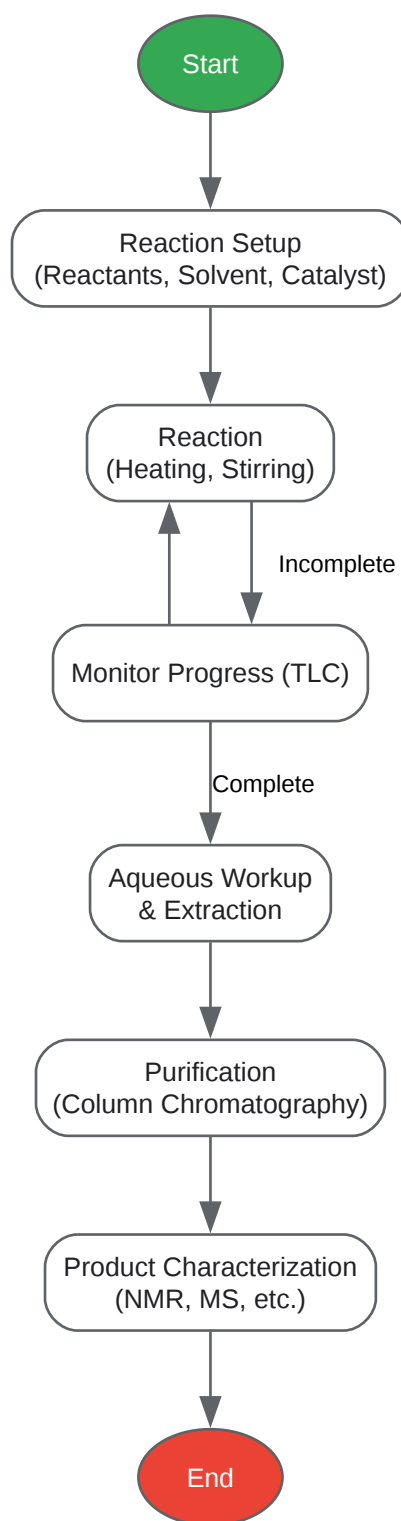 Start
Reaction Setup
(Reactants, Solvent, Catalyst)
Reaction
(Heating, Stirring)
Incomplete
Monitor Progress (TLC)
Complete
Aqueous Workup
& Extraction
Purification
(Column Chromatography)
Product Characterization
(NMR, MS, etc.)
End